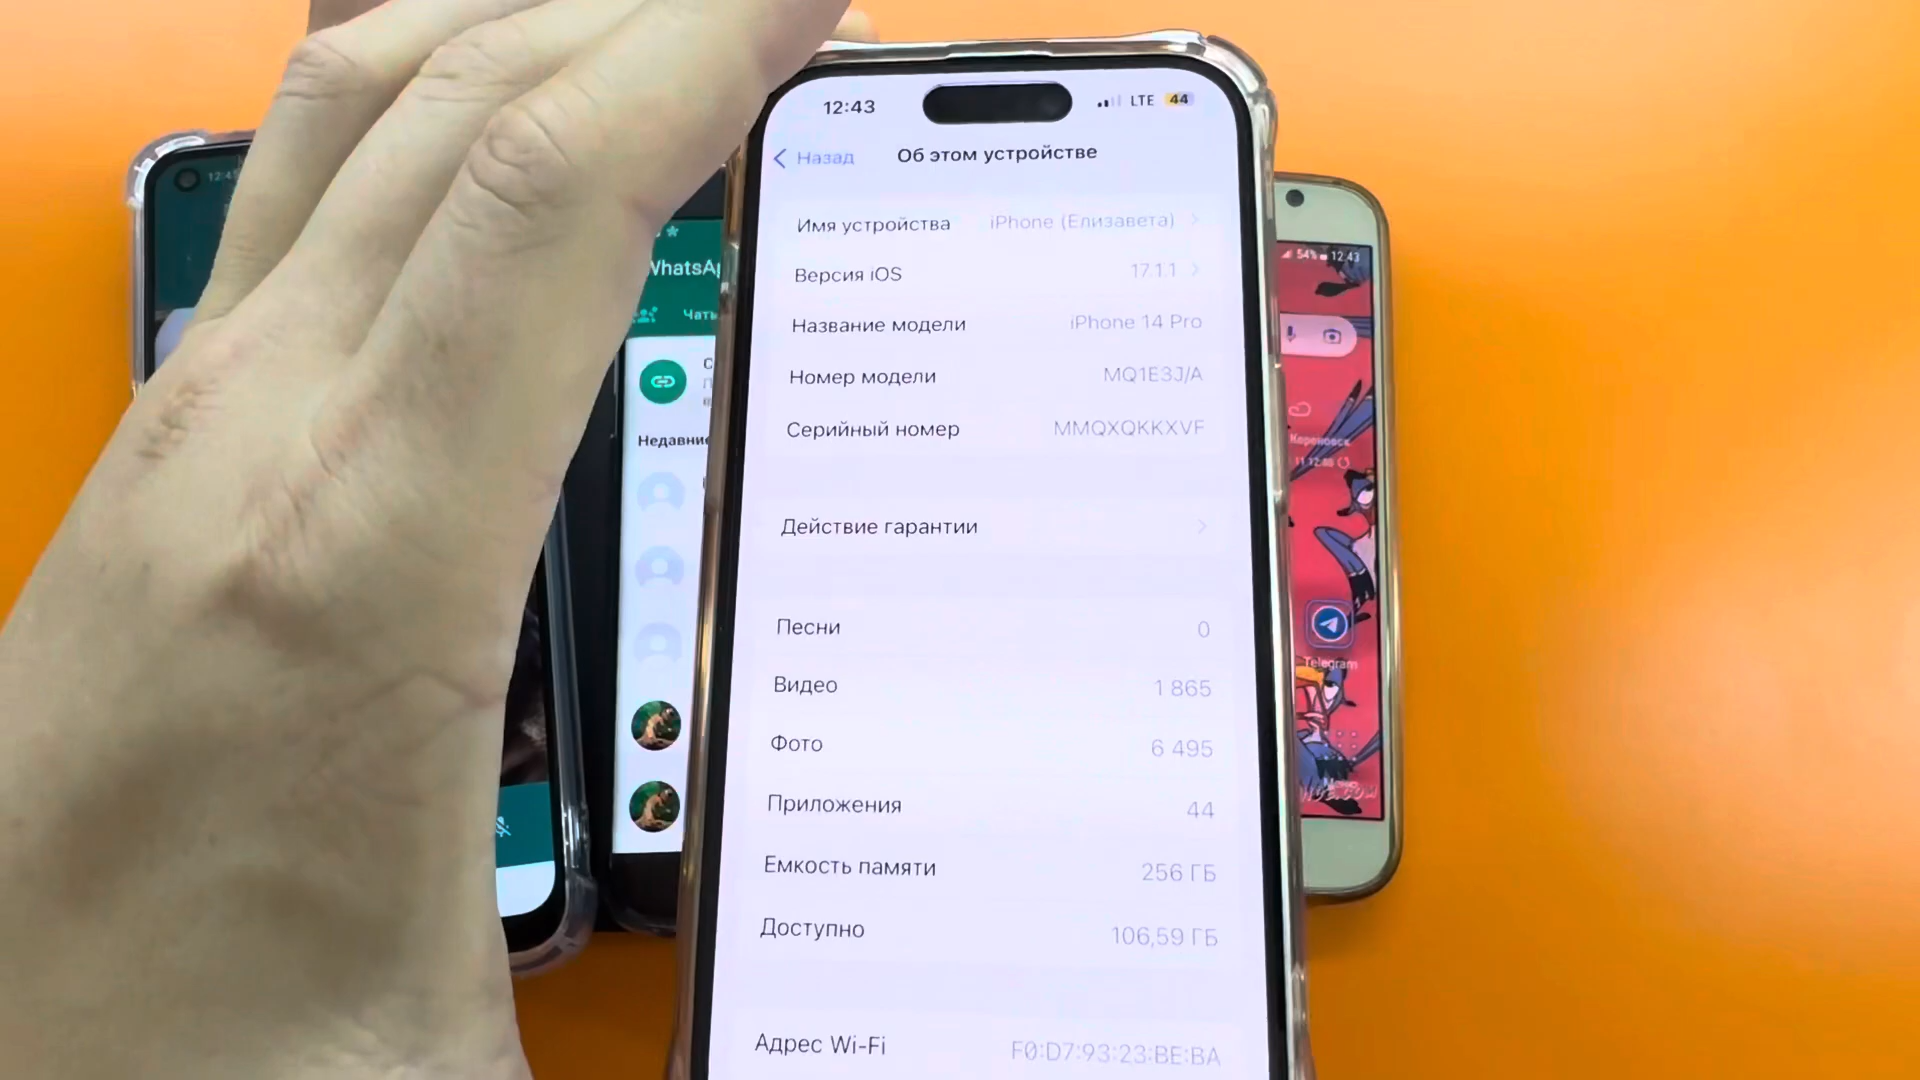 12:43
LTE 44
Назад
Об этом устройстве
Имя устройства iPhone (Елизавета)
Версия iOS 17.1.1
Название модели iPhone 14 Pro
Номер модели MQ1E3J/A
Серийный номер MMQXQKKXVF
Действие гарантии
Песни 0
Видео 1 865
Фото 6 495
Приложения 44
Емкость памяти 256 ГБ
Доступно 106,59 ГБ
Адрес Wi-Fi F0:D7:93:23:BE:BA
WhatsAp
Чаты
Недавние
54% 12:43
Кореновск
Telegram